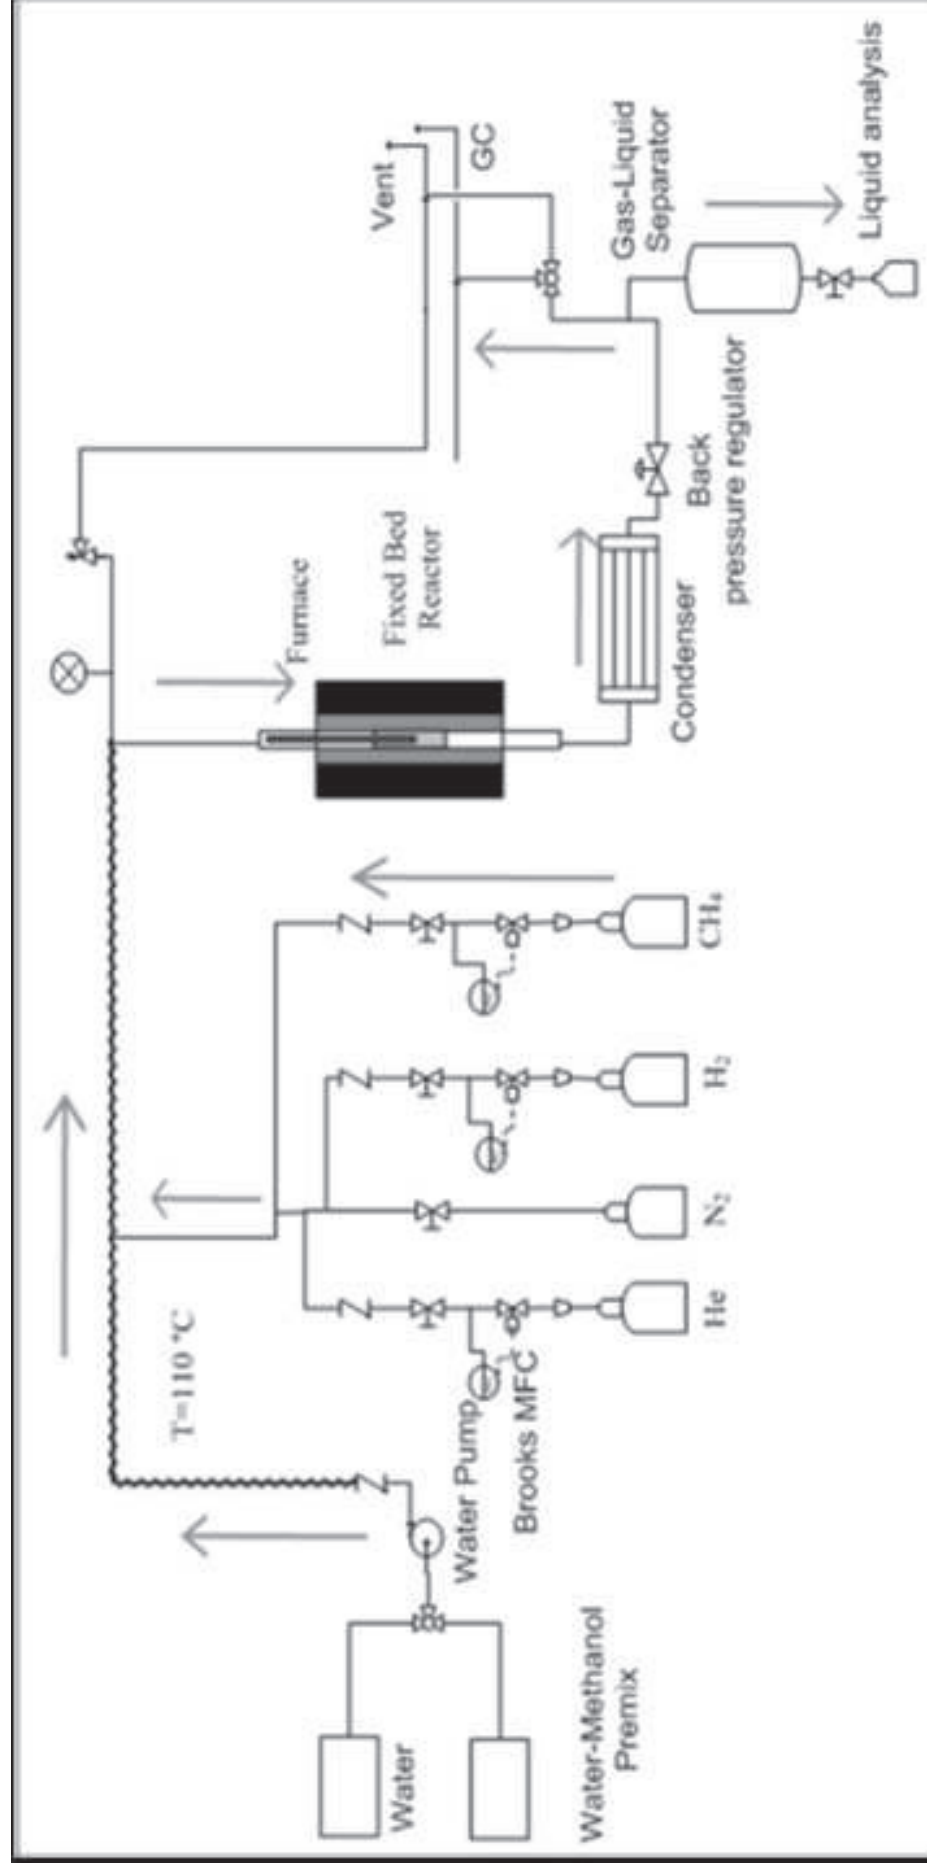 Vent
GC
Gas-Liquid
Separator
Liquid analysis
Furnace
Fixed Bed
Reactor
Back
pressure regulator
Condenser
T=110 °C
CH₄
H₂
N₂
He
Water Pump
Brooks MFC
Water
Water-Methanol
Premix